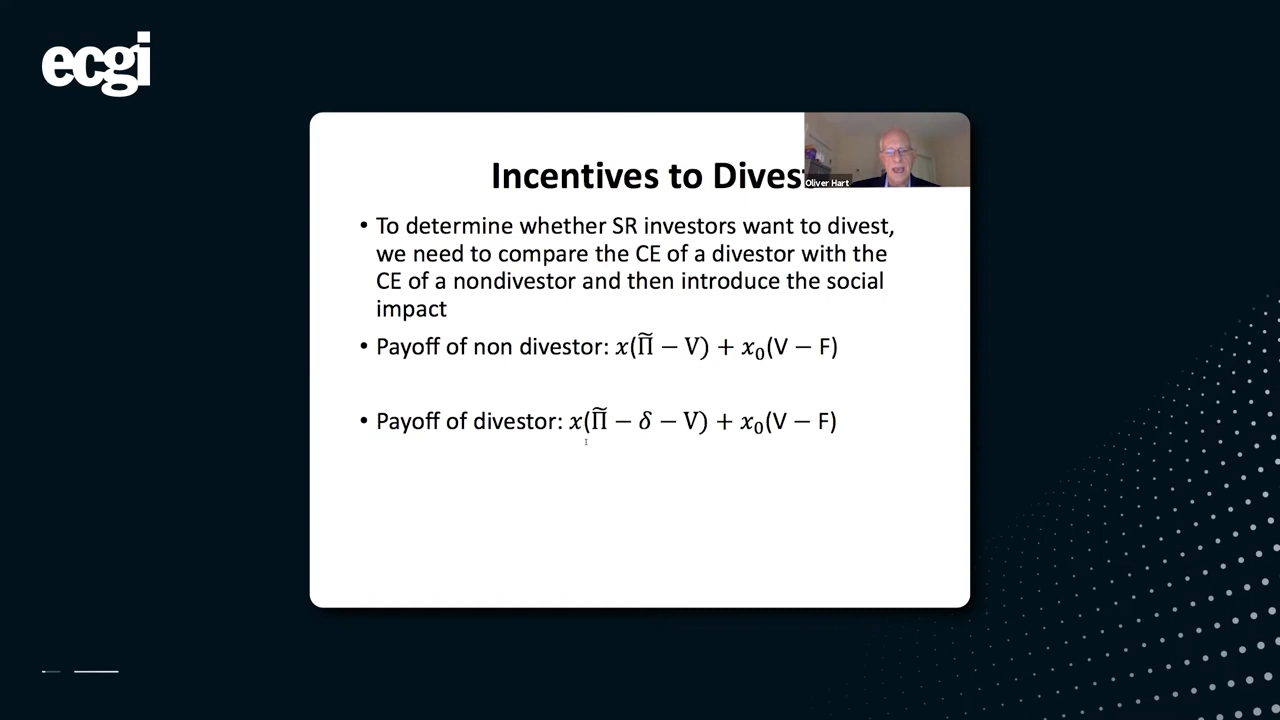 ecgi
Incentives to Dives
Oliver Hart
• To determine whether SR investors want to divest,
we need to compare the CE of a divestor with the
CE of a nondivestor and then introduce the social
impact
• Payoff of non divestor: 𝑥(Π̃ − V) + 𝑥₀(V − F)
• Payoff of divestor: 𝑥(Π̃ − 𝛿 − V) + 𝑥₀(V − F)